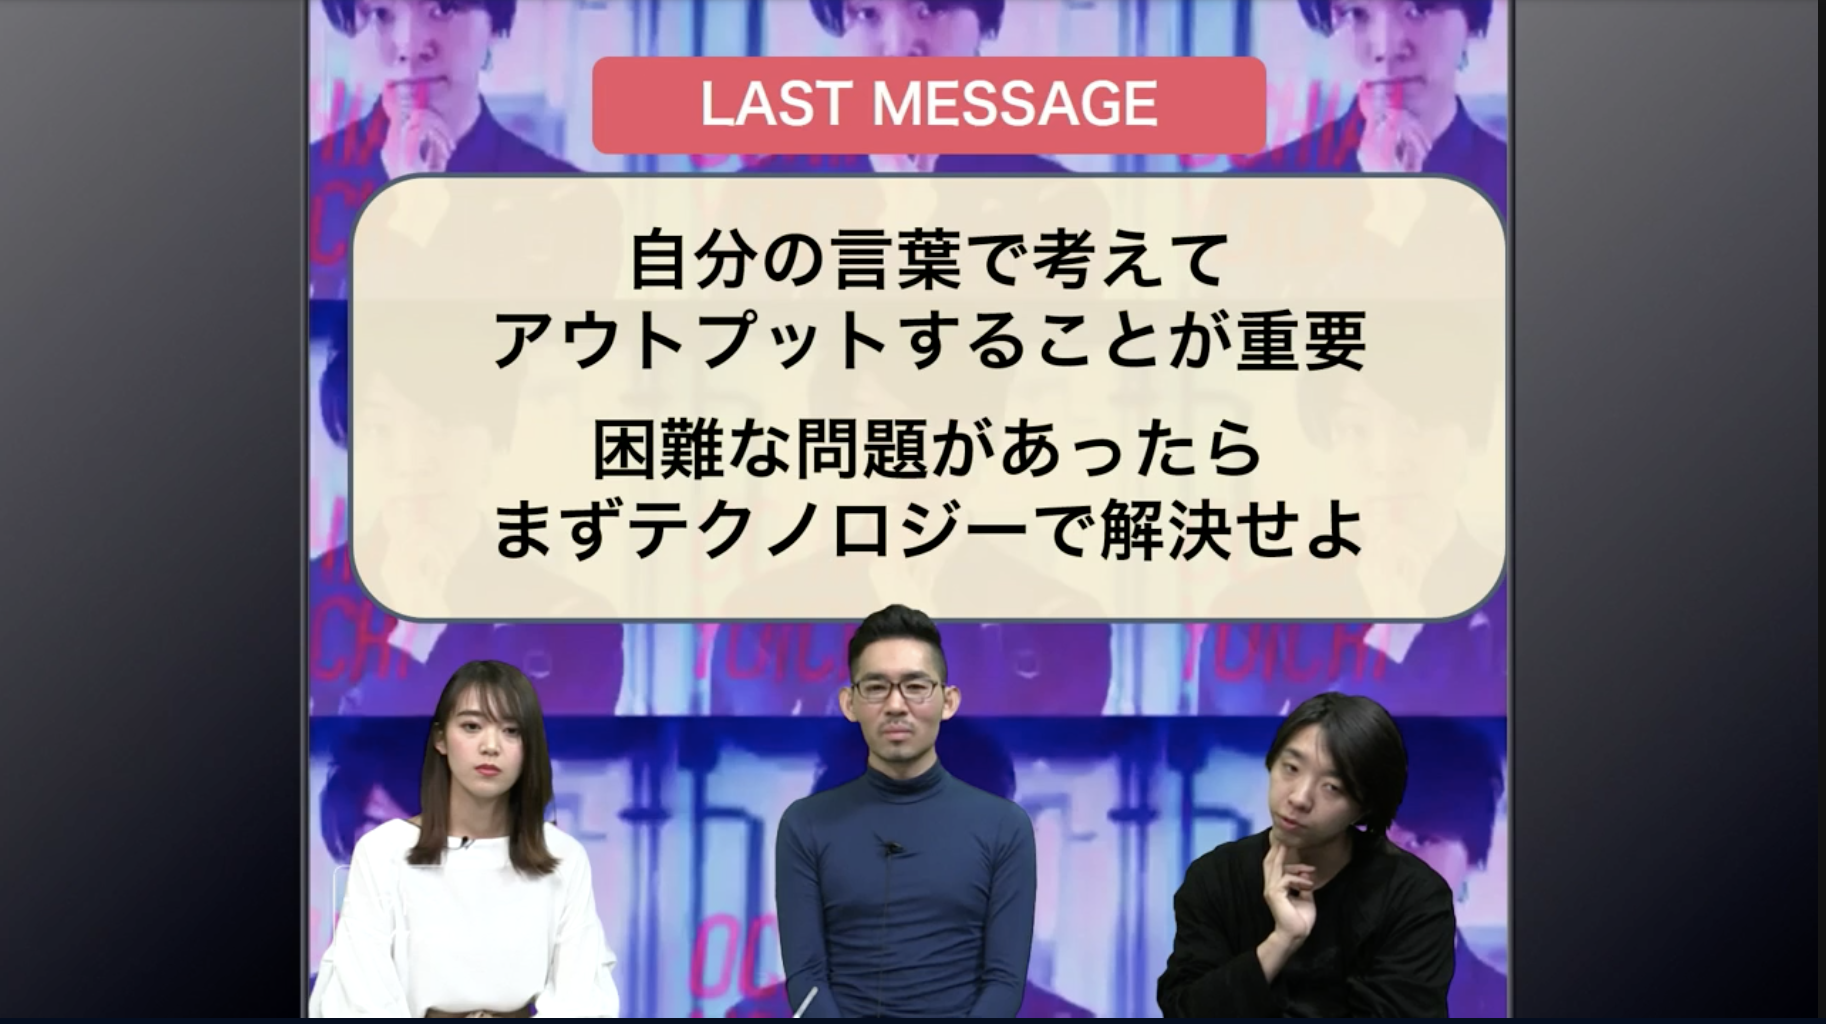 LAST MESSAGE
自分の言葉で考えて
アウトプットすることが重要
困難な問題があったら
まずテクノロジーで解決せよ